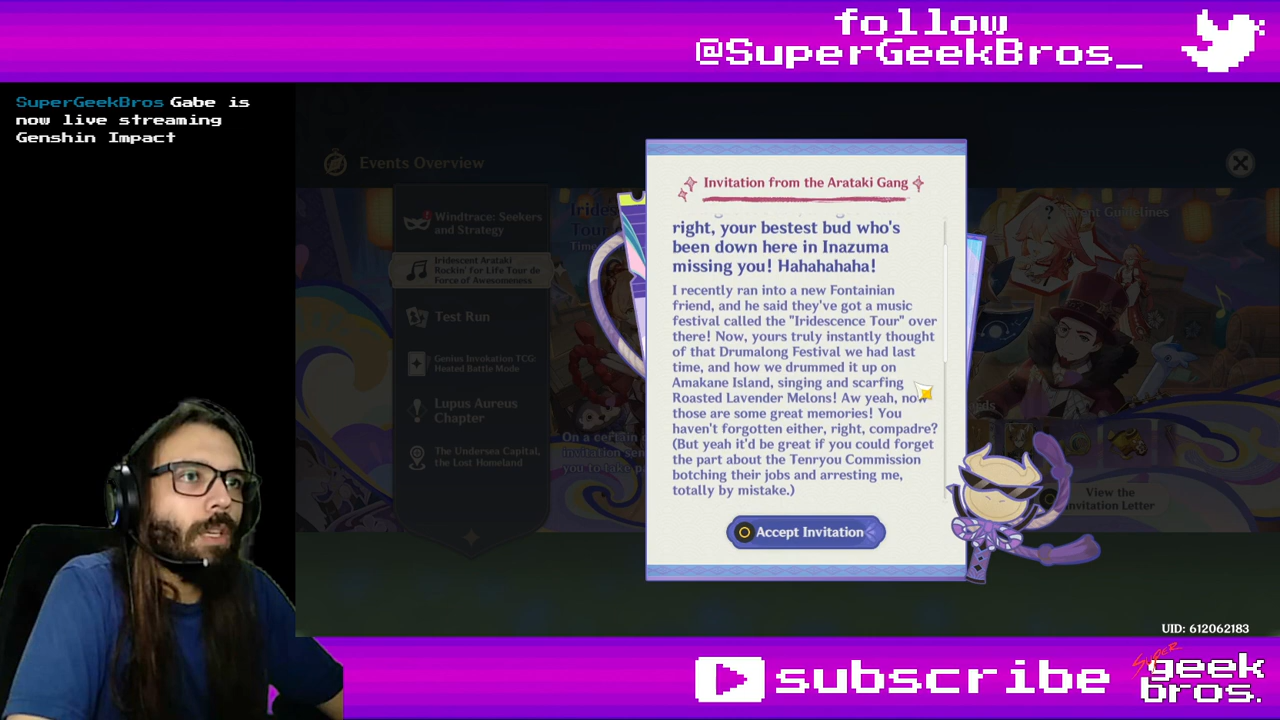 follow
@SuperGeekBros_
SuperGeekBros Gabe is
now live streaming
Genshin Impact
Events Overview
Windtrace: Seekers
and Strategy
Iridescent Arataki
Rockin' for Life Tour de
Force of Awesomeness
Test Run
Genius Invokation TCG:
Heated Battle Mode
Lupus Aureus
Chapter
The Undersea Capital,
the Lost Homeland
Invitation from the Arataki Gang
right, your bestest bud who's
been down here in Inazuma
missing you! Hahahahaha!
I recently ran into a new Fontainian
friend, and he said they've got a music
festival called the "Iridescence Tour" over
there! Now, yours truly instantly thought
of that Drumalong Festival we had last
time, and how we drummed it up on
Amakane Island, singing and scarfing
Roasted Lavender Melons! Aw yeah, now
those are some great memories! You
haven't forgotten either, right, compadre?
(But yeah it'd be great if you could forget
the part about the Tenryou Commission
botching their jobs and arresting me,
totally by mistake.)
Accept Invitation
On a certain
you to take
Guidelines
View the
Invitation Letter
UID: 612062183
subscribe
SUPER
geek
bros.